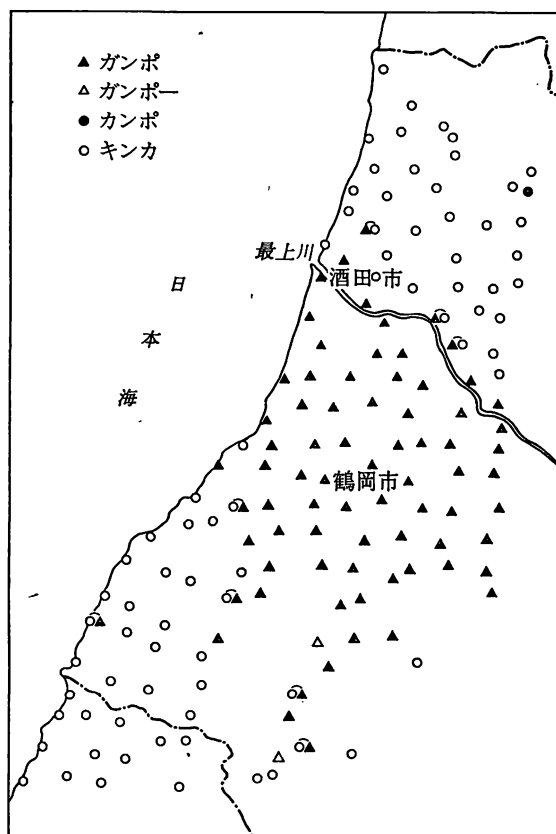 ▲ ガンポ
△ ガンポー
● カンポ
○ キンカ
最上川
酒田市
日本海
鶴岡市